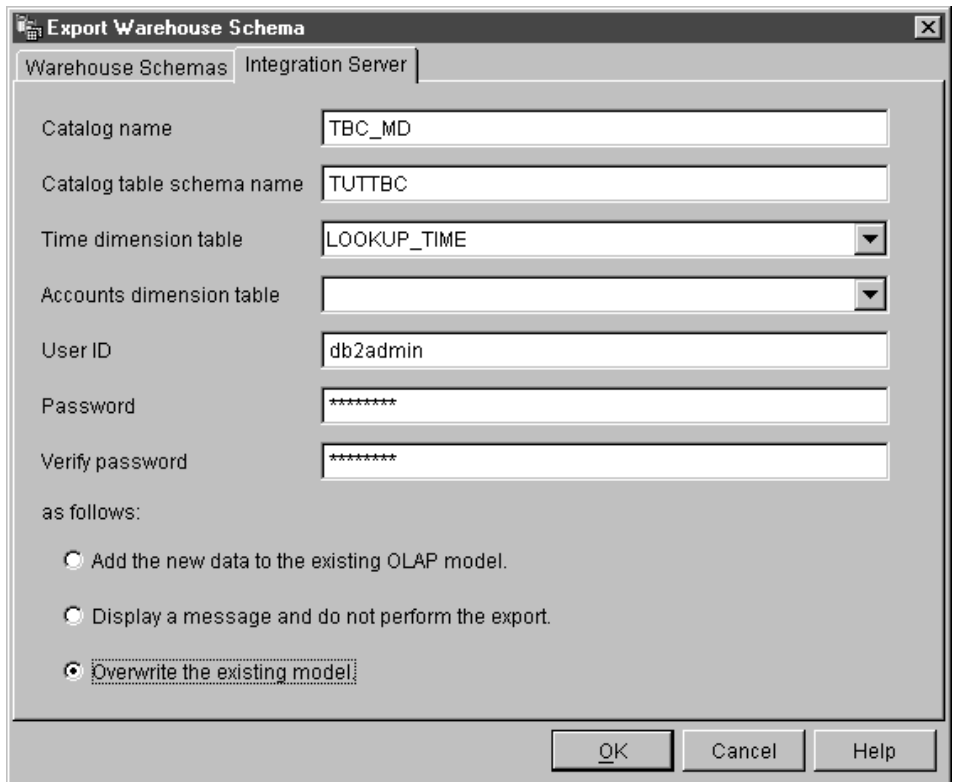 Export Warehouse Schema
Warehouse Schemas Integration Server
Catalog name TBC_MD
Catalog table schema name TUTTBC
Time dimension table LOOKUP_TIME
Accounts dimension table
User ID db2admin
Password ********
Verify password ********
as follows:
Add the new data to the existing OLAP model.
Display a message and do not perform the export.
Overwrite the existing model.
OK Cancel Help